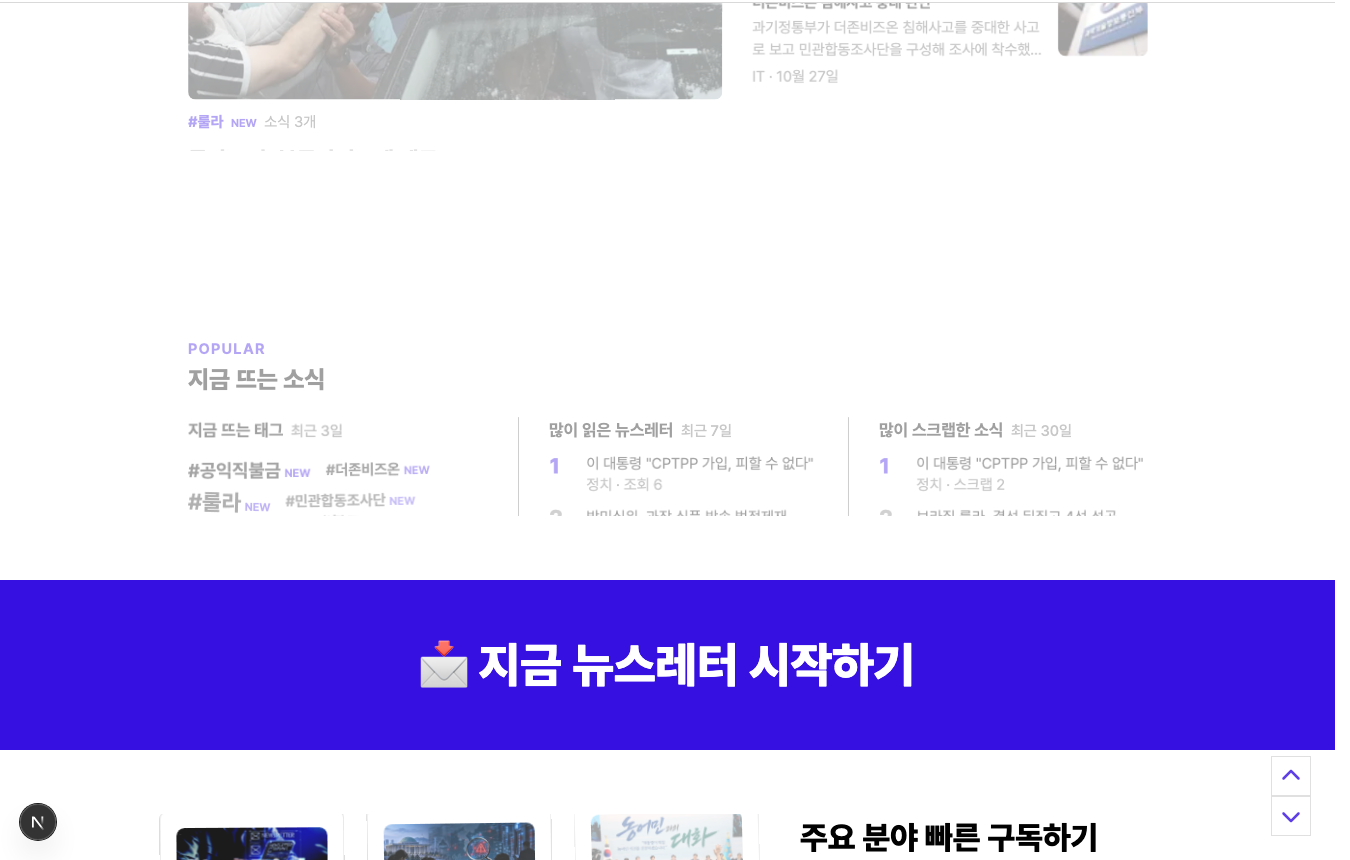 과기정통부가 더존비즈온 침해사고를 중대한 사고
로 보고 민관합동조사단을 구성해 조사에 착수했...
IT · 10월 27일
#룰라 NEW 소식 3개
POPULAR
지금 뜨는 소식
지금 뜨는 태그 최근 3일
#공익직불금 NEW #더존비즈온 NEW
#룰라 NEW #민관합동조사단 NEW
많이 읽은 뉴스레터 최근 7일
1 이 대통령 "CPTPP 가입, 피할 수 없다"
정치 · 조회 6
많이 스크랩한 소식 최근 30일
1 이 대통령 "CPTPP 가입, 피할 수 없다"
정치 · 스크랩 2
지금 뉴스레터 시작하기
N
주요 분야 빠른 구독하기